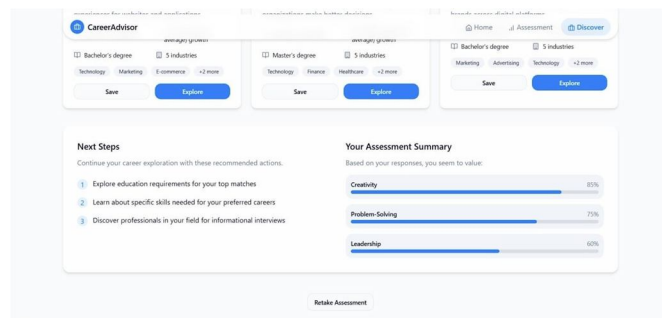 CareerAdvisor
Home
Assessment
Discover
average) growth
Bachelor's degree
5 industries
Technology
Marketing
E-commerce
+2 more
Save
Explore
average) growth
Master's degree
5 industries
Technology
Finance
Healthcare
+2 more
Save
Explore
Bachelor's degree
5 industries
Marketing
Advertising
Technology
+2 more
Save
Explore
Next Steps
Continue your career exploration with these recommended actions.
1 Explore education requirements for your top matches
2 Learn about specific skills needed for your preferred careers
3 Discover professionals in your field for informational interviews
Your Assessment Summary
Based on your responses, you seem to value:
Creativity 85%
Problem-Solving 75%
Leadership 60%
Retake Assessment